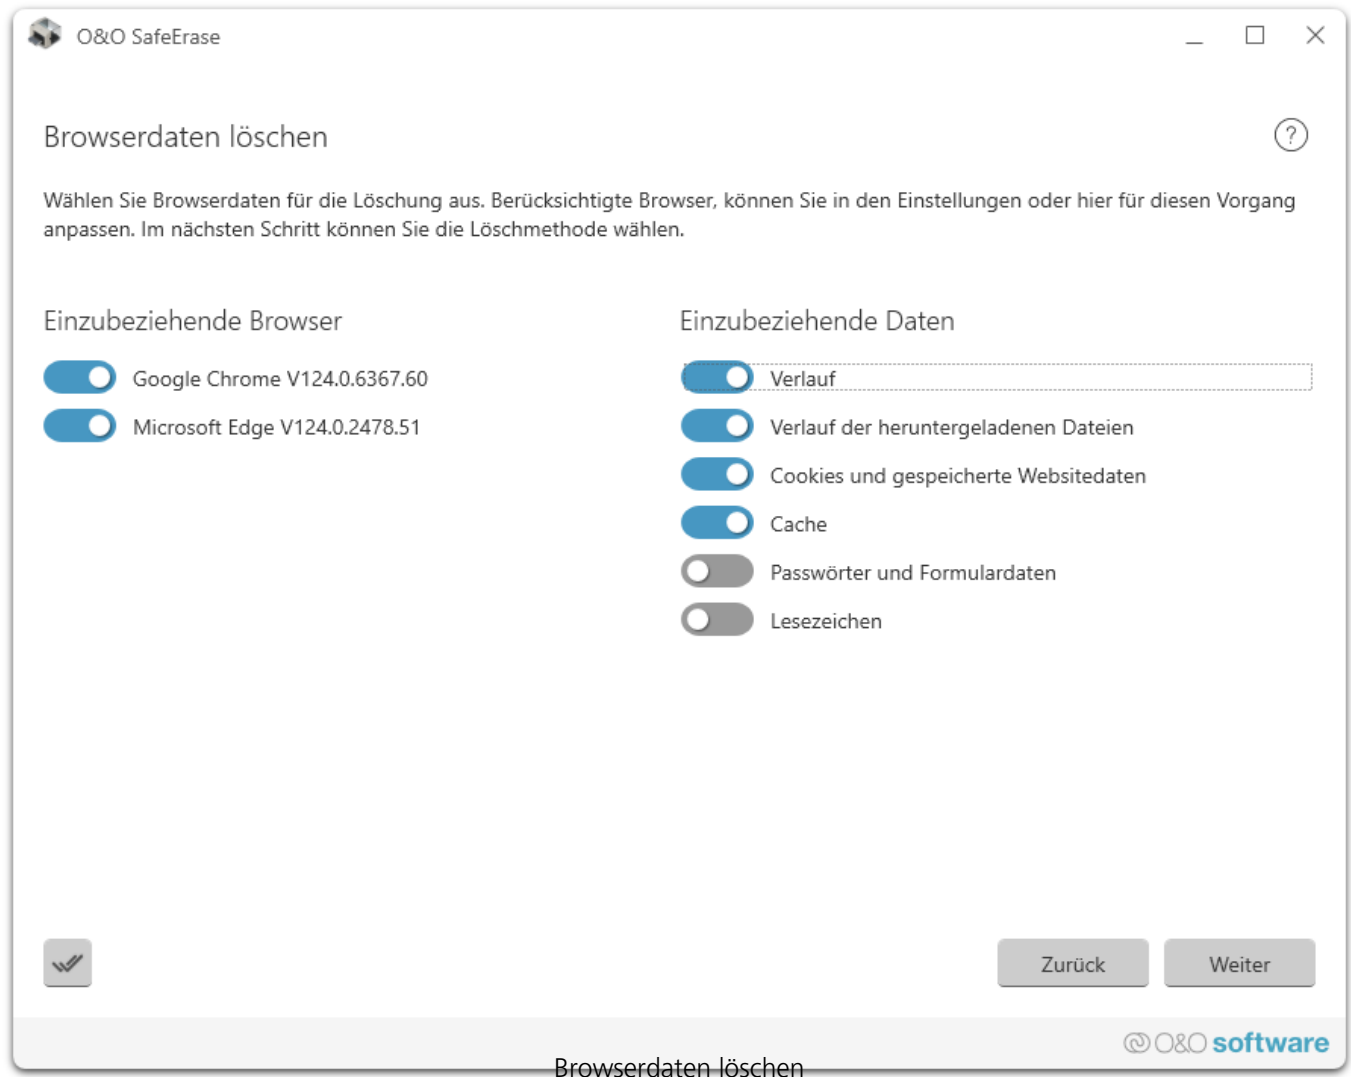 O&O SafeErase
Browserdaten löschen
?
Wählen Sie Browserdaten für die Löschung aus. Berücksichtigte Browser, können Sie in den Einstellungen oder hier für diesen Vorgang
anpassen. Im nächsten Schritt können Sie die Löschmethode wählen.
Einzubeziehende Browser
Google Chrome V124.0.6367.60
Microsoft Edge V124.0.2478.51
Einzubeziehende Daten
Verlauf
Verlauf der heruntergeladenen Dateien
Cookies und gespeicherte Websitedaten
Cache
Passwörter und Formulardaten
Lesezeichen
Zurück
Weiter
O&O software
Browserdaten löschen